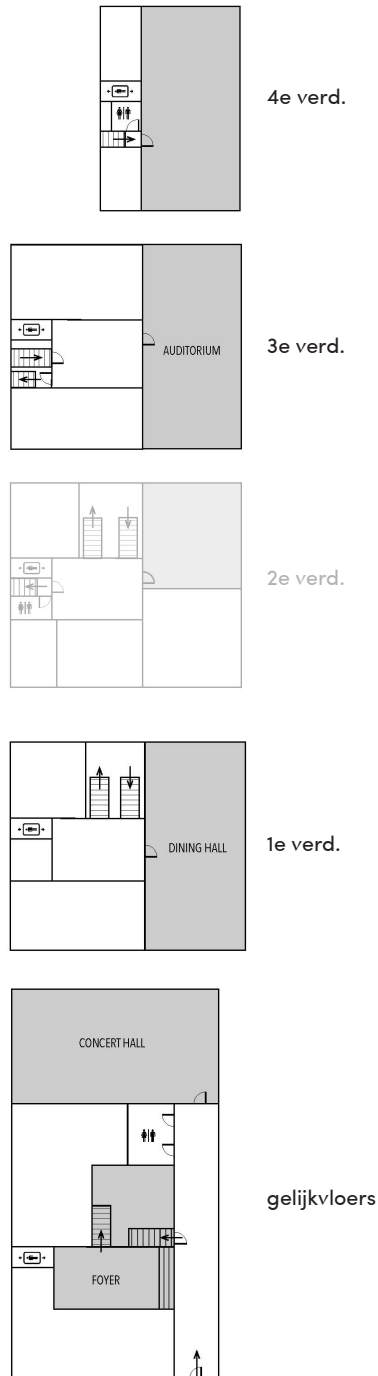 4e verd.
AUDITORIUM
3e verd.
2e verd.
DINING HALL
1e verd.
CONCERT HALL
gelijkvloers
FOYER